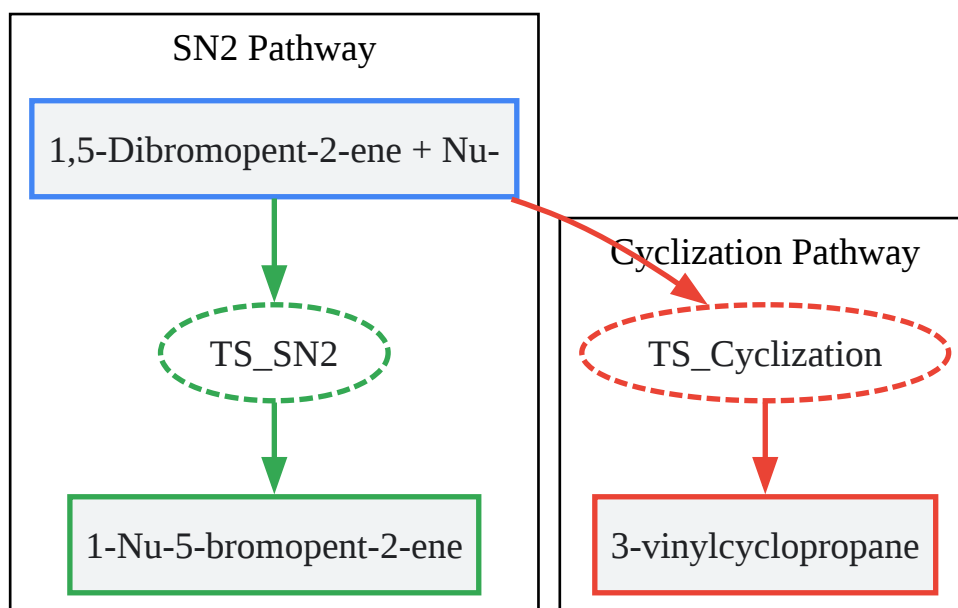 SN2 Pathway
1,5-Dibromopent-2-ene + Nu-
Cyclization Pathway
TS_SN2
TS_Cyclization
1-Nu-5-bromopent-2-ene
3-vinylcyclopropane